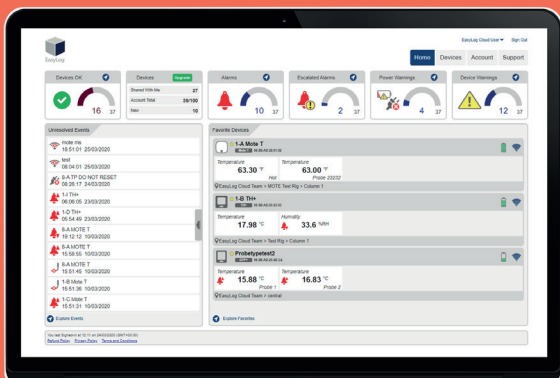 EasyLog Cloud User Sign Out
EasyLog
Home Devices Account Support
Devices OK
16 37
Devices Upgrade
Shared With Me 27
Account Total 28/100
New 10
Alarms
10 37
Escalated Alarms
2 37
Power Warnings
4 37
Device Warnings
12 37
Unresolved Events
mote ms
16:51:01 25/03/2020
test
08:04:01 25/03/2020
8-A TP DO NOT RESET
08:26:17 24/03/2020
1-I TH+
06:06:05 23/03/2020
1-D TH+
05:54:49 23/03/2020
8-A MOTE T
19:12:12 10/03/2020
8-A MOTE T
15:58:55 10/03/2020
8-A MOTE T
15:51:45 10/03/2020
1-B Mote T
15:51:36 10/03/2020
1-C Mote T
15:51:31 10/03/2020
Explore Events
Favorite Devices
1-A Mote T
Temperature
63.30 °F
Hot
Temperature
63.00 °F
Probe 22232
EasyLog Cloud Team > MOTE Test Rig > Column 1
1-B TH+
Temperature
17.98 °C
Humidity
33.6 %RH
EasyLog Cloud Team > Test Rig > Column 1
Probetypetest2
Temperature
15.88 °C
Probe 1
Temperature
16.83 °C
Probe 2
EasyLog Cloud Team > central
Explore Favorites
Refund Policy Privacy Policy Terms and Conditions